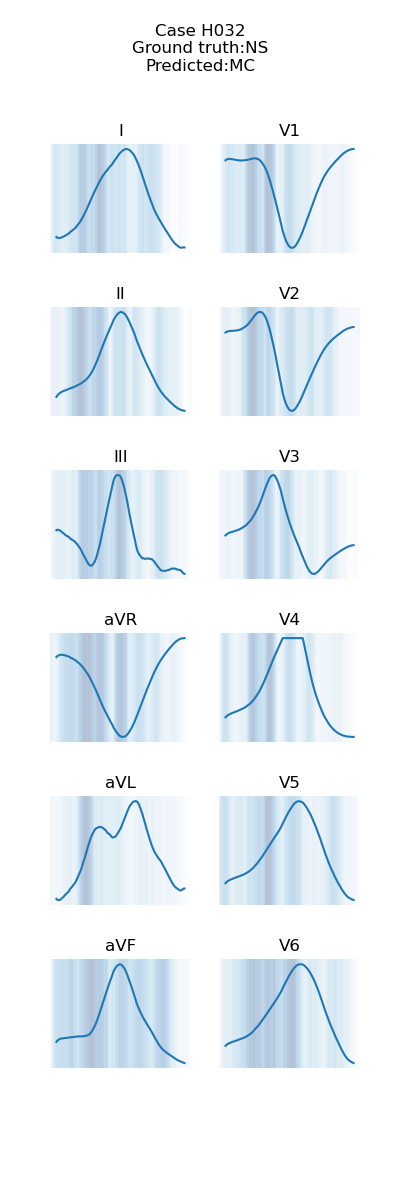 Case H032
Ground truth:NS
Predicted:MC
I
V1
II
V2
III
V3
aVR
V4
aVL
V5
aVF
V6